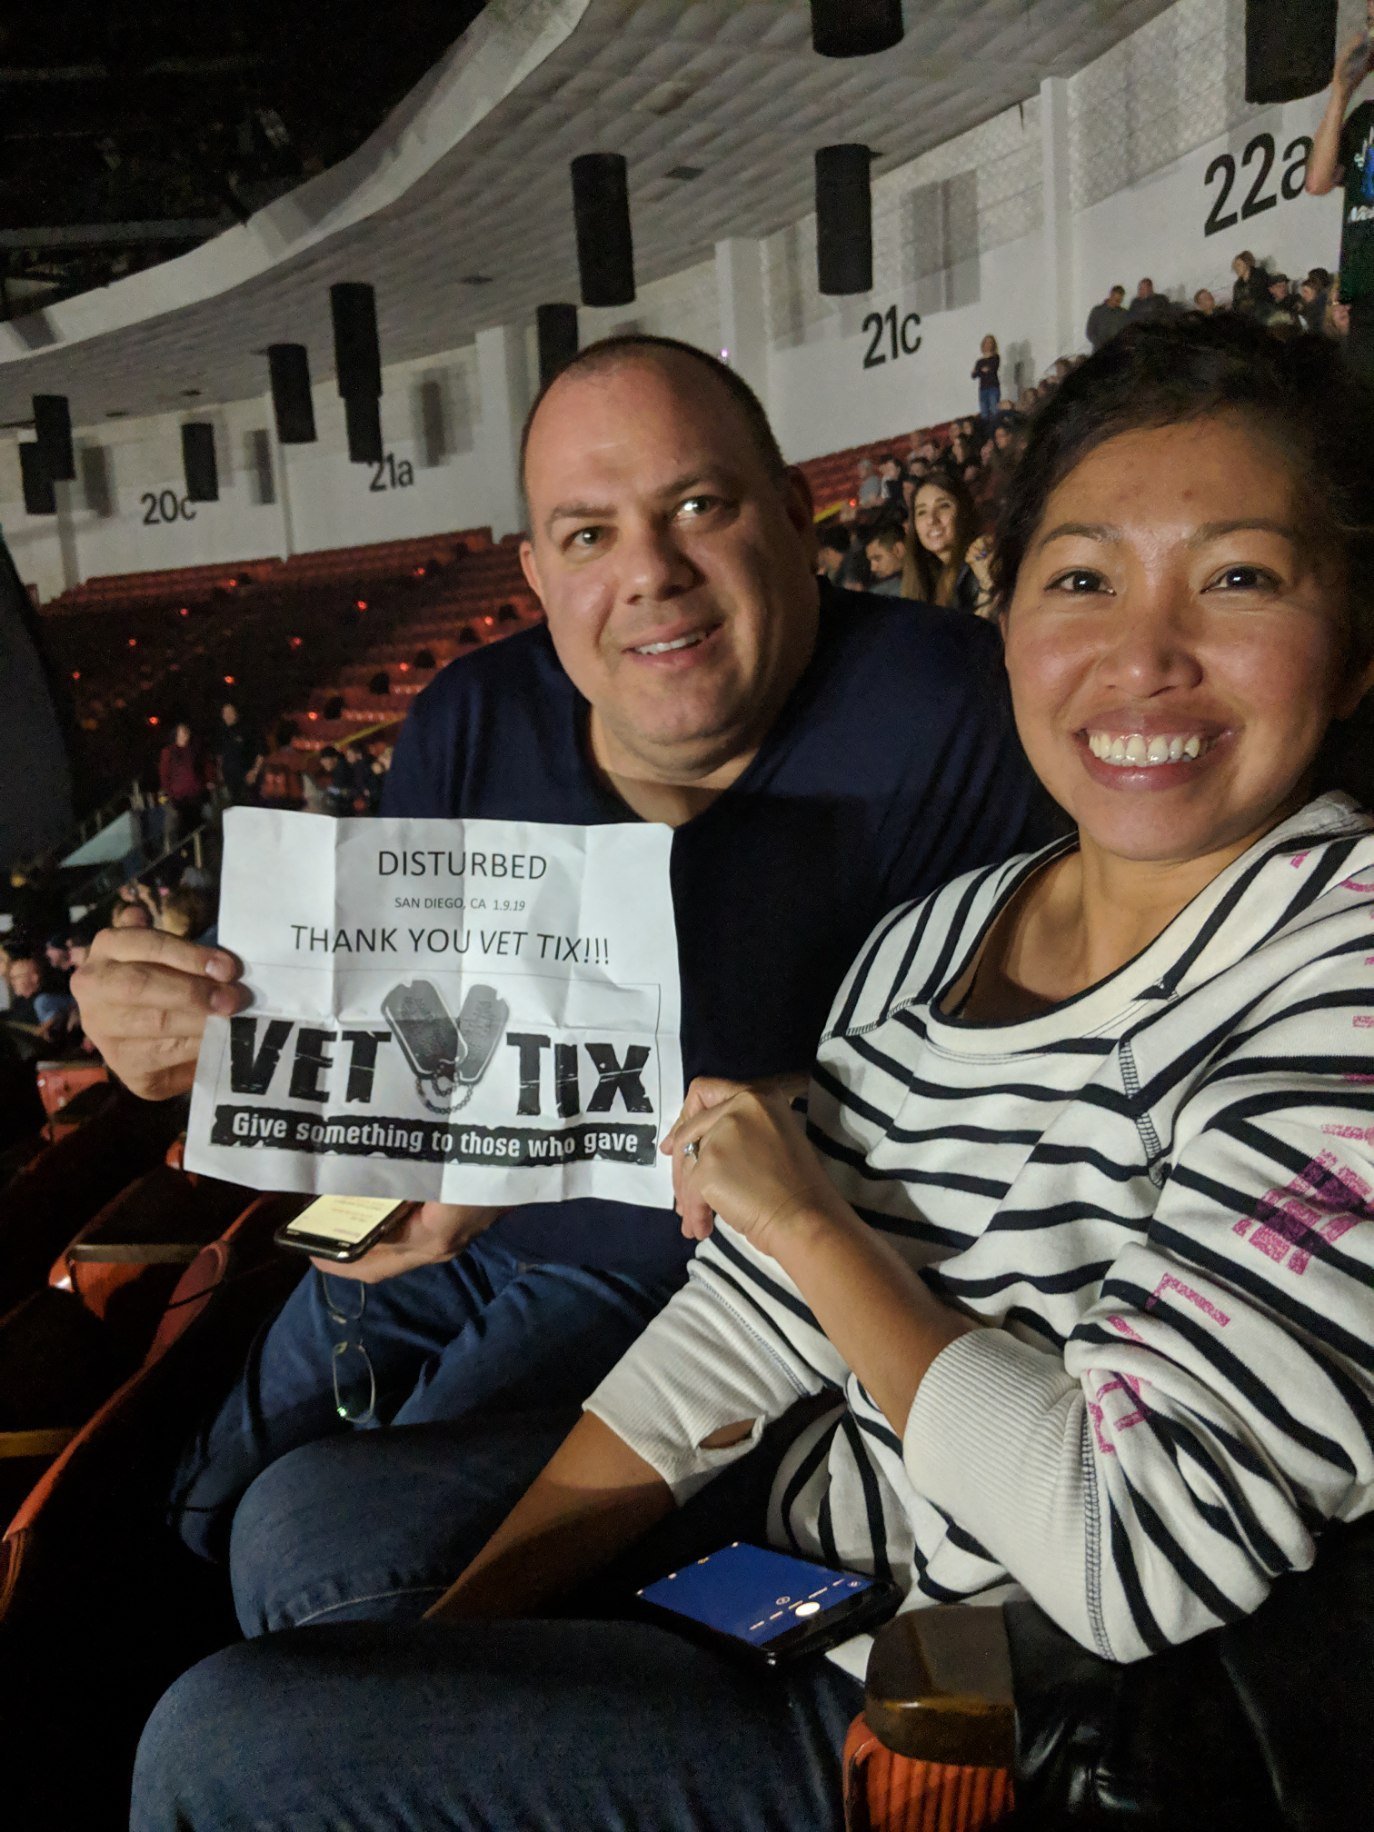 22a
21c
21a
20c
DISTURBED
SAN DIEGO, CA 1.9.19
THANK YOU VET TIX!!!
VET TIX
Give something to those who gave